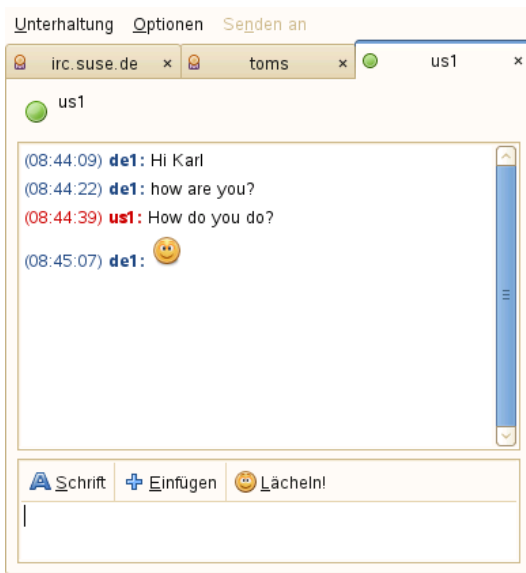 Unterhaltung Optionen Senden an
irc.suse.de × toms × us1 ×
us1
(08:44:09) de1: Hi Karl
(08:44:22) de1: how are you?
(08:44:39) us1: How do you do?
(08:45:07) de1:
Schrift Einfügen Lächeln!